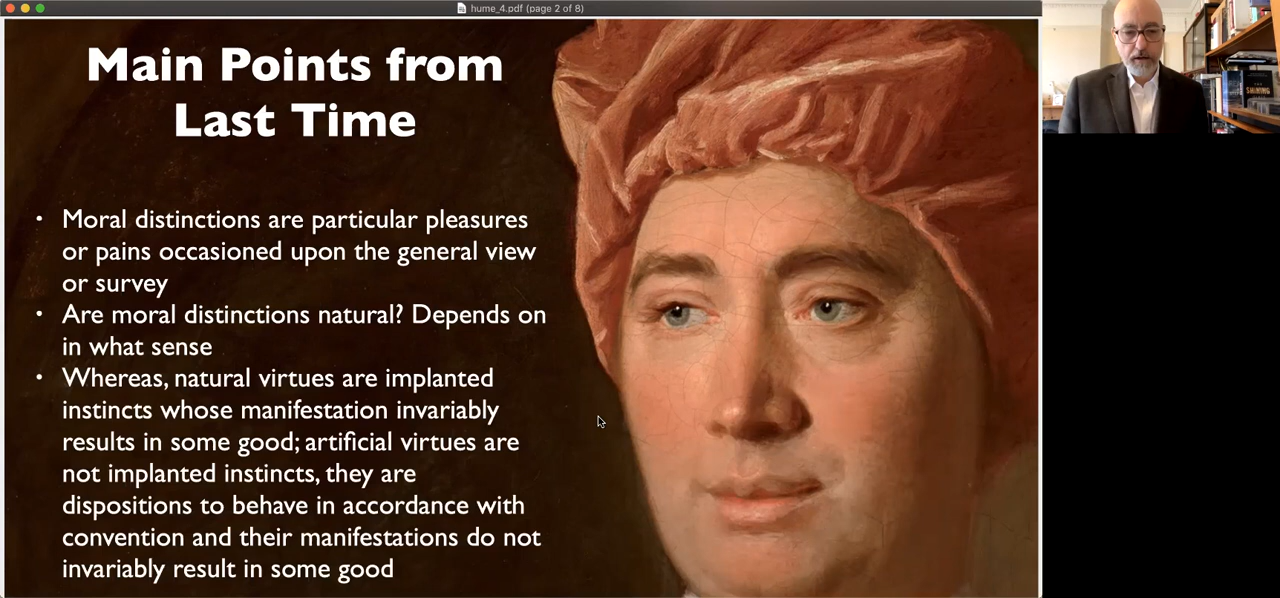 hume_4.pdf (page 2 of 8)
Main Points from
Last Time
• Moral distinctions are particular pleasures
or pains occasioned upon the general view
or survey
• Are moral distinctions natural? Depends on
in what sense
• Whereas, natural virtues are implanted
instincts whose manifestation invariably
results in some good; artificial virtues are
not implanted instincts, they are
dispositions to behave in accordance with
convention and their manifestations do not
invariably result in some good
SHINING